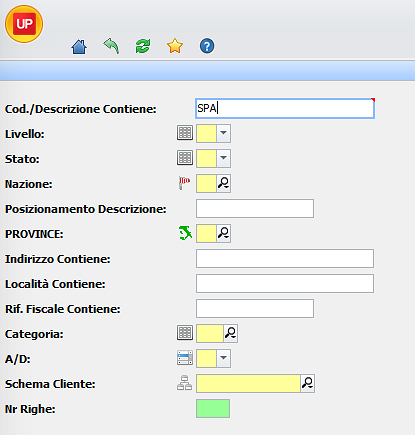 UP
?
Cod./Descrizione Contiene: SPA
Livello:
Stato:
Nazione:
Posizionamento Descrizione:
PROVINCE:
Indirizzo Contiene:
Località Contiene:
Rif. Fiscale Contiene:
Categoria:
A/D:
Schema Cliente:
Nr Righe: